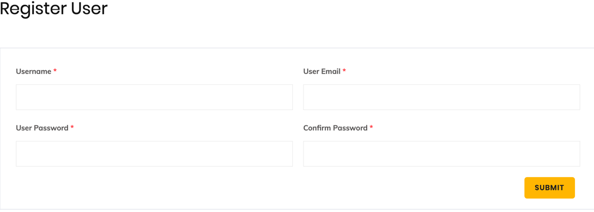 Register User
Username *
User Email *
User Password *
Confirm Password *
SUBMIT